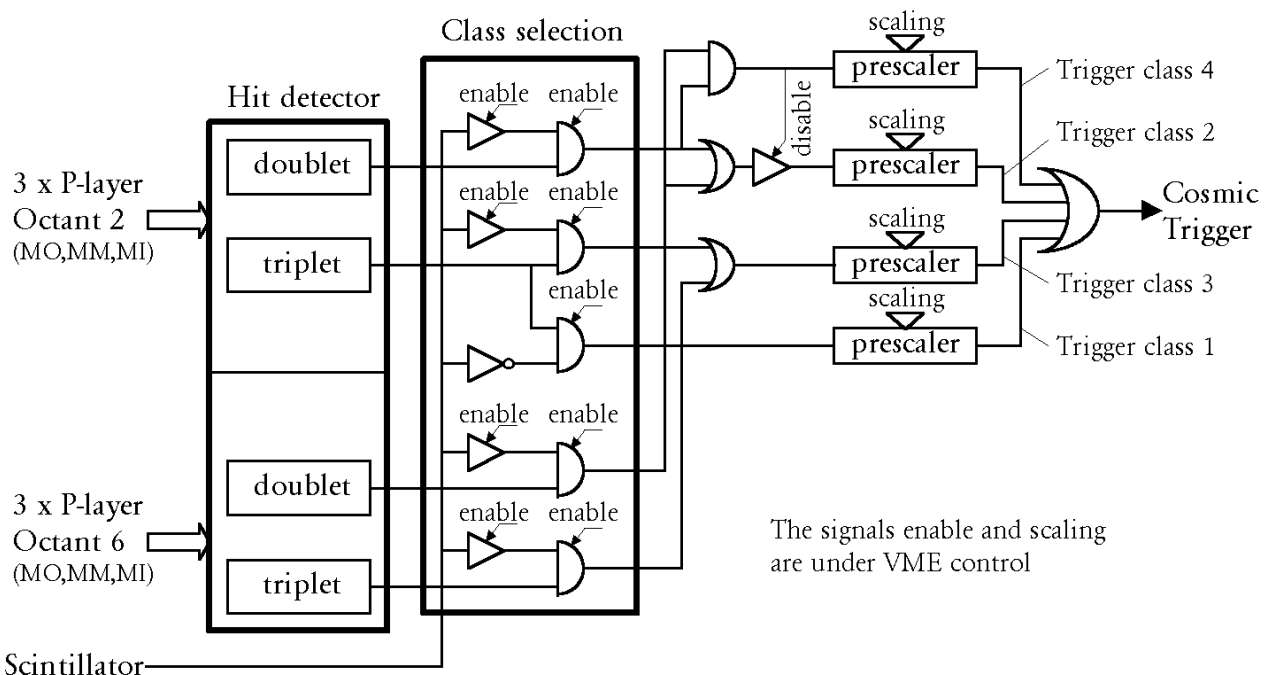 Class selection
Hit detector
enable enable
doublet
3 x P-layer
Octant 2
(MO,MM,MI)
enable enable
triplet
enable
enable enable
doublet
3 x P-layer
Octant 6
(MO,MM,MI)
enable enable
triplet
Scintillator
scaling
prescaler
Trigger class 4
disable
scaling
prescaler
Trigger class 2
scaling
prescaler
Trigger class 3
scaling
prescaler
Trigger class 1
Cosmic
Trigger
The signals enable and scaling
are under VME control